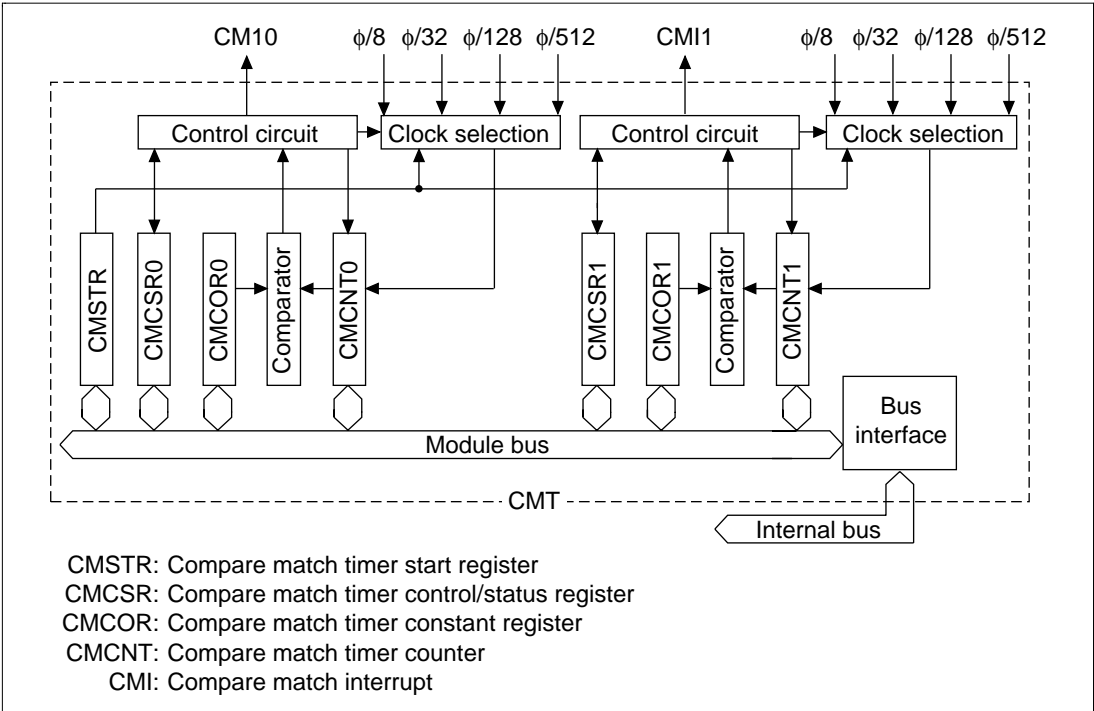 CM10 ϕ/8 ϕ/32 ϕ/128 ϕ/512 CMI1 ϕ/8 ϕ/32 ϕ/128 ϕ/512
Control circuit Clock selection Control circuit Clock selection
CMSTR CMCSR0 CMCOR0 Comparator CMCNT0 CMCSR1 CMCOR1 Comparator CMCNT1
Bus
interface
Module bus
CMT
Internal bus
CMSTR: Compare match timer start register
CMCSR: Compare match timer control/status register
CMCOR: Compare match timer constant register
CMCNT: Compare match timer counter
CMI: Compare match interrupt